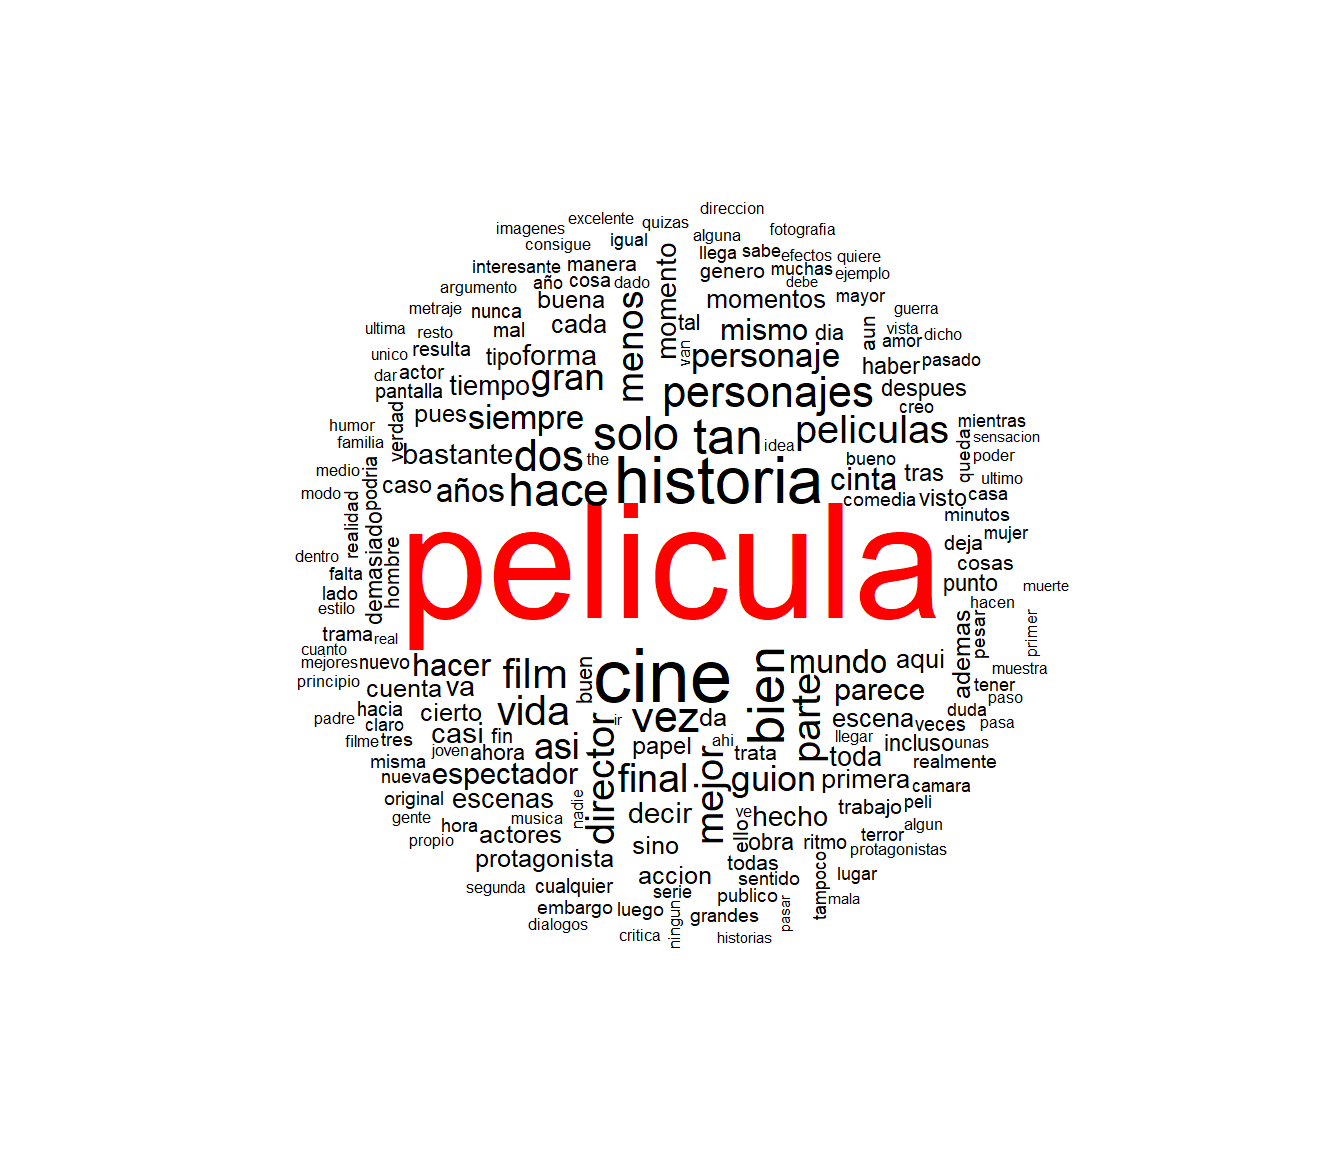 direccion
imagenes excelente quizas fotografia
consigue igual alguna
momento llega sabe efectos quiere
interesante manera genero muchas ejemplo
argumento año cosa dado debe
metraje nunca buena menos momentos mayor guerra
ultima resto mal cada tal mismo dia aun vista dicho
unico resulta tipo forma van personaje amor
dar actor haber pasado
pantalla tiempo gran personajes despues
humor verdad pues siempre creo mientras
familia solo tan idea peliculas queda sensacion
medio podria bastante dos the bueno poder
modo caso años hace historia cinta tras ultimo
realidad comedia visto casa
demasiado pelicula minutos
dentro hombre deja mujer
falta cosas
lado punto muerte
estilo hacen
trama real ademas pesar primer
cuanto
mejores nuevo hacer film buen cine bien mundo aqui muestra
principio cuenta va parte parece tener
hacia vida vez da paso
padre claro cierto ir escena veces duda pasa
filme tres casi fin asi director papel ahi trata llegar incluso unas
joven ahora toda realmente
misma
nueva espectador final mejor guion primera camara
original escenas nadie decir hecho trabajo peli
gente hora musica ve algun
propio actores sino ello obra ritmo terror protagonistas
protagonista todas
segunda cualquier accion sentido tampoco lugar
serie publico mala
embargo luego ningun grandes pasar
dialogos critica historias